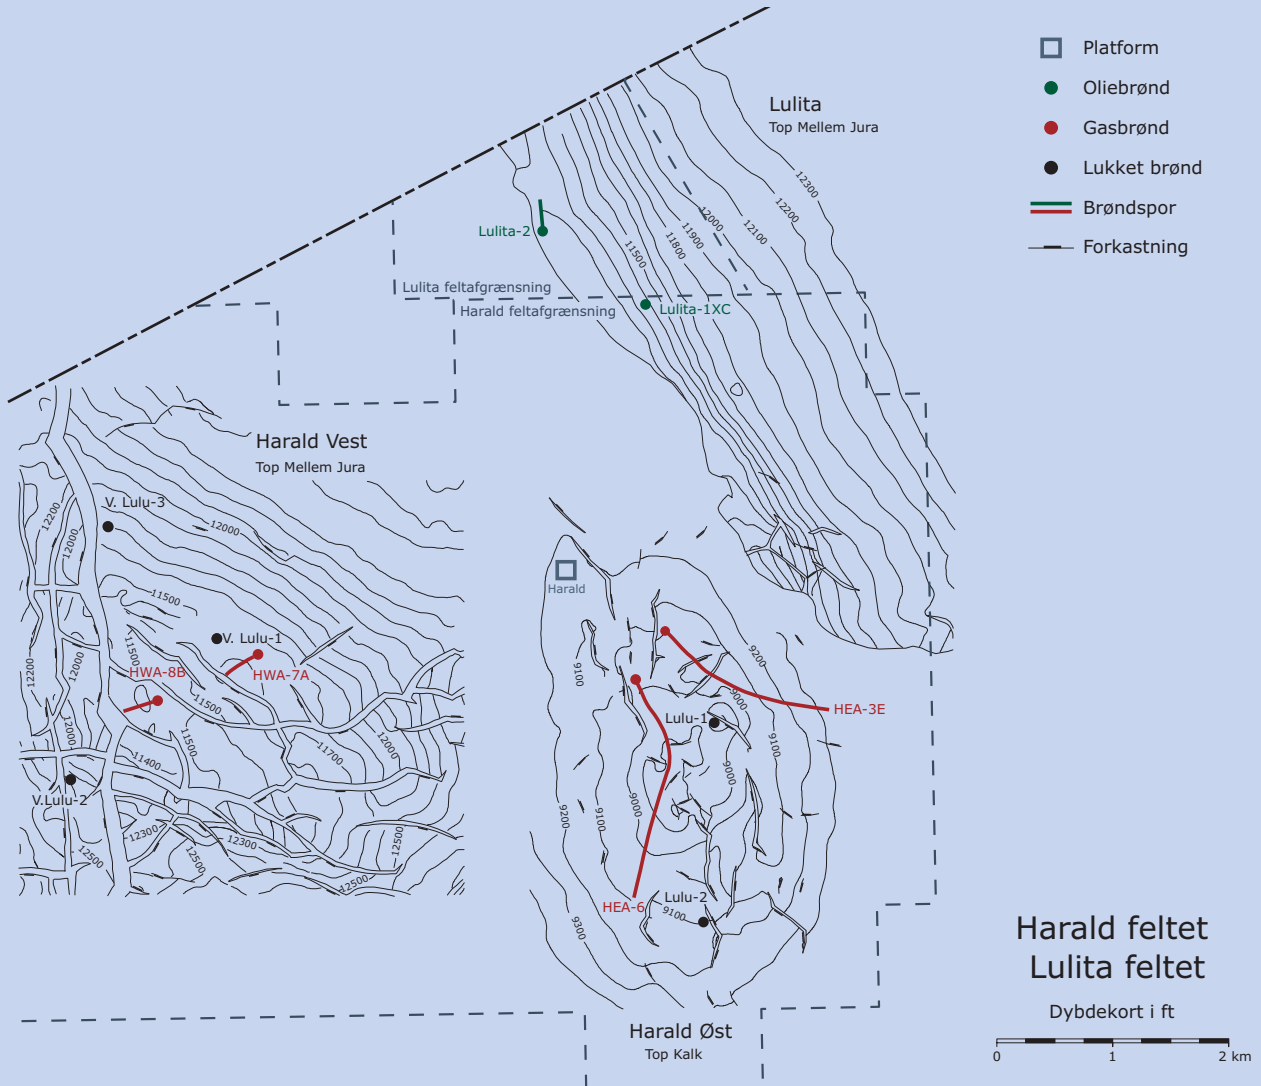 Platform
Oliebrønd
Gasbrønd
Lukket brønd
Brøndspor
Forkastning
Lulita
Top Mellem Jura
12300
12200
12100
12000
11900
11800
11500
Lulita-2
Lulita feltafgrænsning
Harald feltafgrænsning
Lulita-1XC
Harald Vest
Top Mellem Jura
V. Lulu-3
12200
12000
12000
11500
V. Lulu-1
11500
HWA-8B
HWA-7A
12200
12000
11500
12000
11500
11700
12000
11400
V.Lulu-2
12300
12300
12500
12500
12500
12500
Harald
9100
9200
9000
HEA-3E
Lulu-1
9100
9000
9000
9100
9200
HEA-6
Lulu-2
9100
9300
Harald Øst
Top Kalk
Harald feltet
Lulita feltet
Dybdekort i ft
0 1 2 km